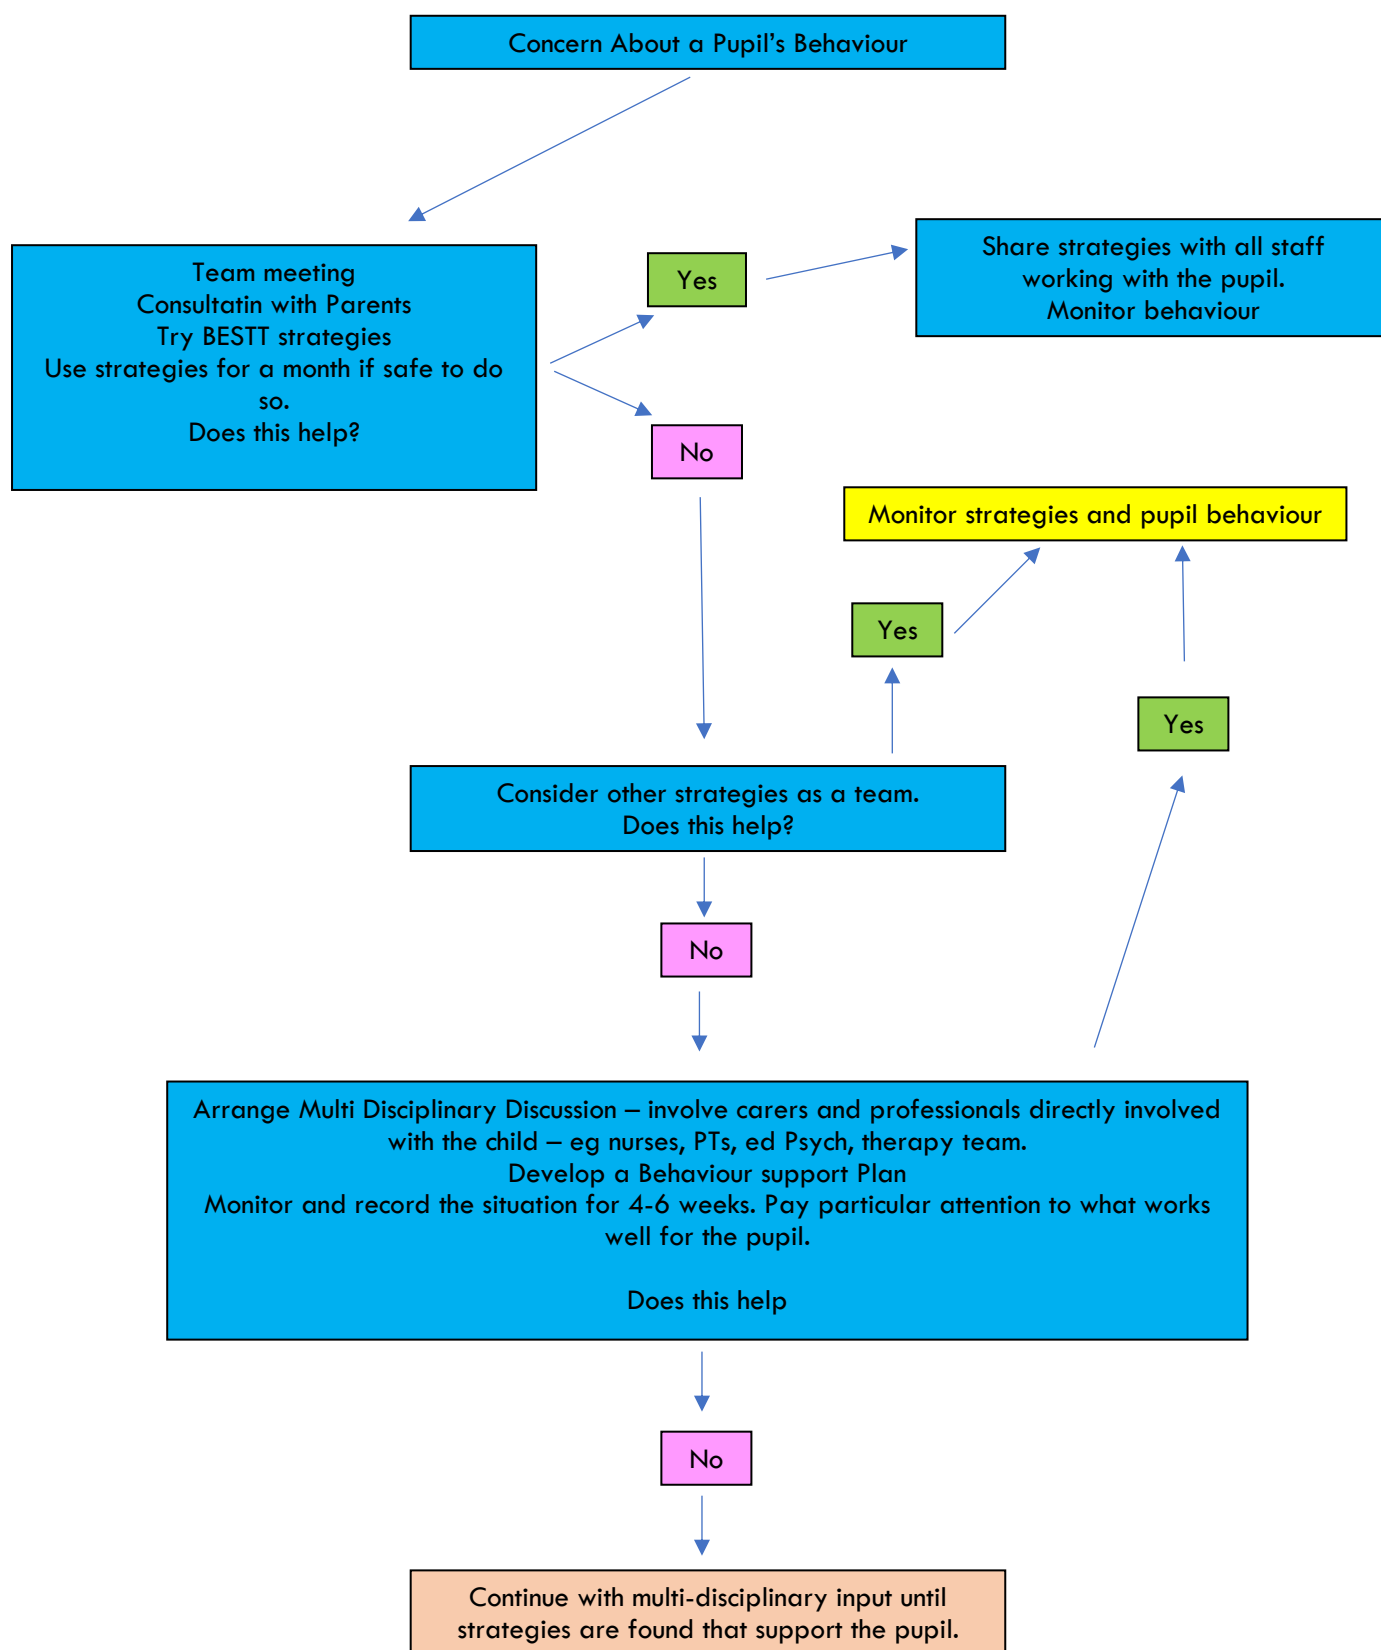 Concern About a Pupil’s Behaviour
Team meeting
Consultatin with Parents
Try BESTT strategies
Use strategies for a month if safe to do
so.
Does this help?
Yes
Share strategies with all staff
working with the pupil.
Monitor behaviour
No
Monitor strategies and pupil behaviour
Yes
Yes
Consider other strategies as a team.
Does this help?
No
Arrange Multi Disciplinary Discussion – involve carers and professionals directly involved
with the child – eg nurses, PTs, ed Psych, therapy team.
Develop a Behaviour support Plan
Monitor and record the situation for 4-6 weeks. Pay particular attention to what works
well for the pupil.
Does this help
No
Continue with multi-disciplinary input until
strategies are found that support the pupil.